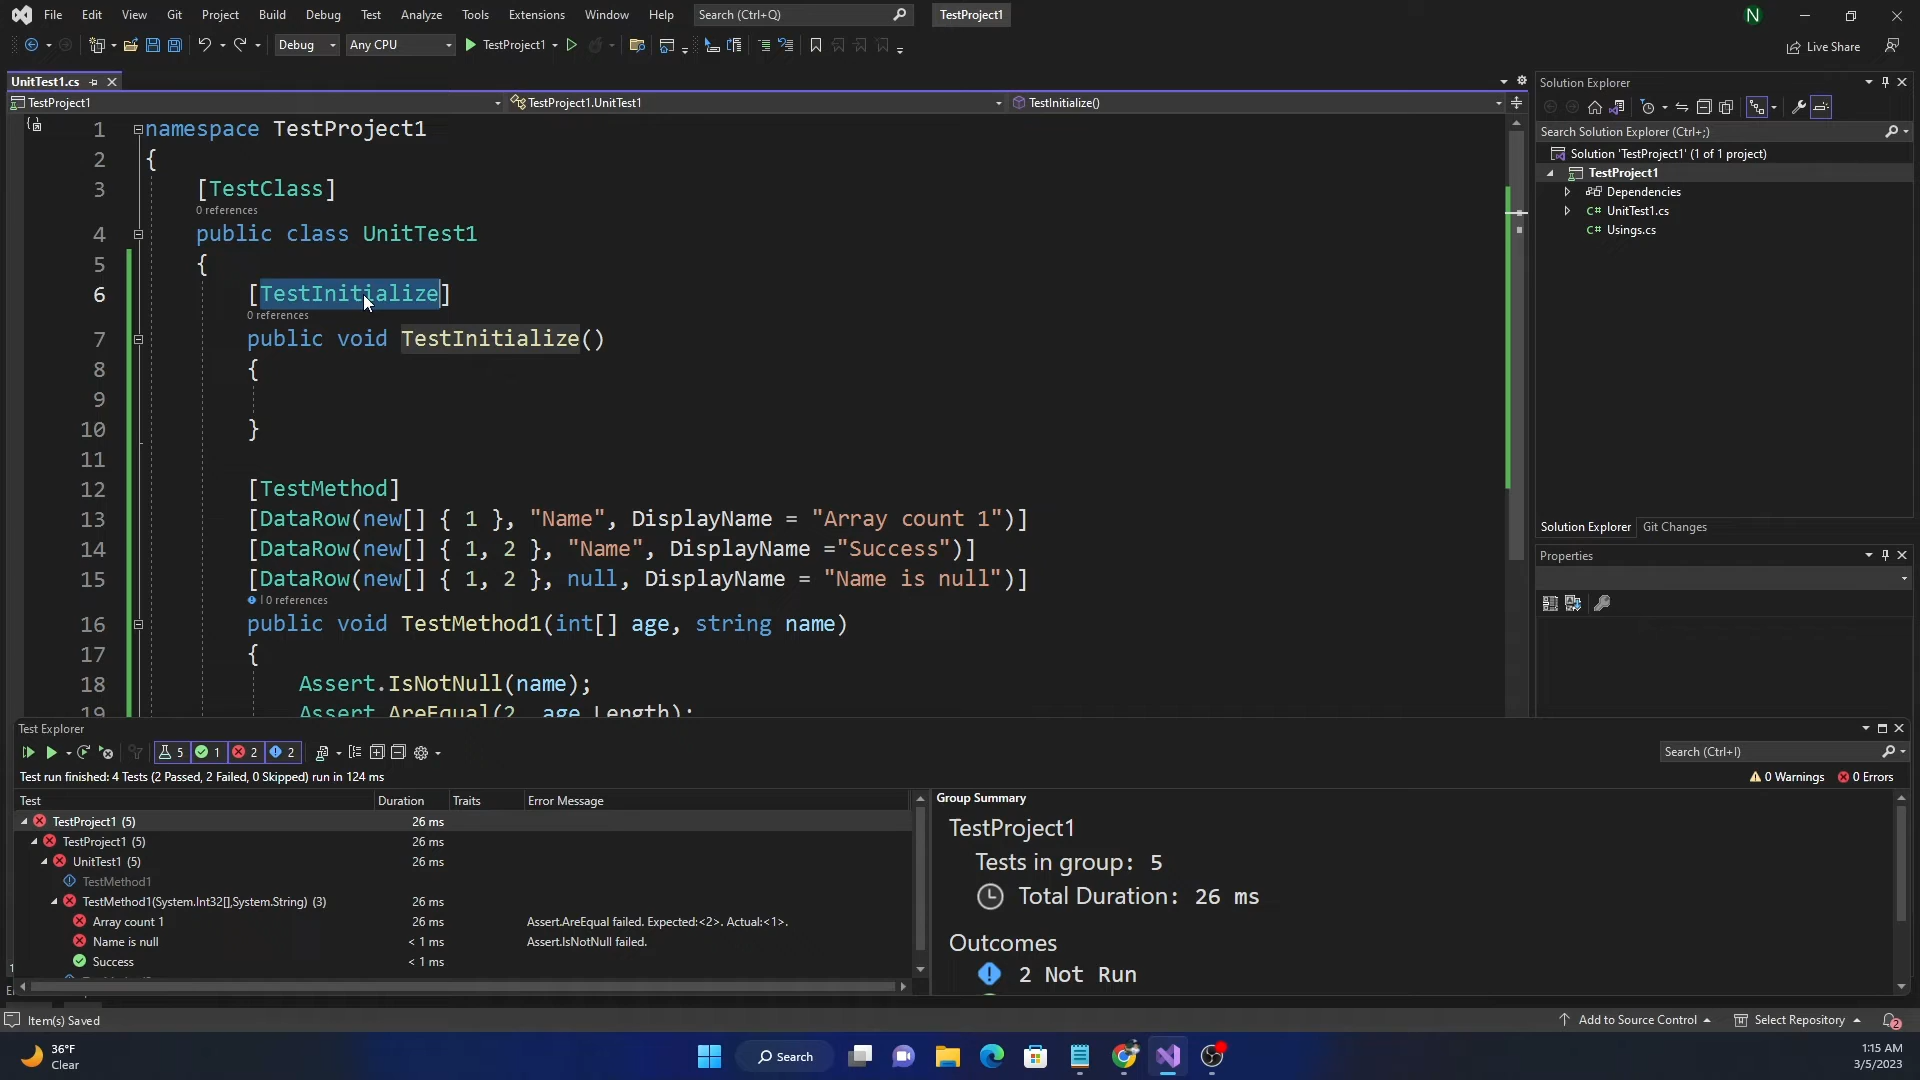 File Edit View Git Project Build Debug Test Analyze Tools Extensions Window Help Search (Ctrl+Q) TestProject1
N
Debug Any CPU TestProject1 Live Share
UnitTest1.cs
TestProject1 TestProject1.UnitTest1 TestInitialize()
1 namespace TestProject1
2 {
3 [TestClass]
0 references
4 public class UnitTest1
5 {
6 [TestInitialize]
0 references
7 public void TestInitialize()
8 {
9
10 }
11
12 [TestMethod]
13 [DataRow(new[] { 1 }, "Name", DisplayName = "Array count 1")]
14 [DataRow(new[] { 1, 2 }, "Name", DisplayName ="Success")]
15 [DataRow(new[] { 1, 2 }, null, DisplayName = "Name is null")]
| 0 references
16 public void TestMethod1(int[] age, string name)
17 {
18 Assert.IsNotNull(name);
19 Assert.AreEqual(2, age.Length);
Solution Explorer
Search Solution Explorer (Ctrl+;)
Solution 'TestProject1' (1 of 1 project)
TestProject1
Dependencies
C# UnitTest1.cs
C# Usings.cs
Solution Explorer Git Changes
Properties
Test Explorer
5 1 2 2
Search (Ctrl+I)
Test run finished: 4 Tests (2 Passed, 2 Failed, 0 Skipped) run in 124 ms
0 Warnings 0 Errors
Test Duration Traits Error Message
TestProject1 (5) 26 ms
TestProject1 (5) 26 ms
UnitTest1 (5) 26 ms
TestMethod1
TestMethod1(System.Int32[],System.String) (3) 26 ms
Array count 1 26 ms Assert.AreEqual failed. Expected:<2>. Actual:<1>.
Name is null < 1 ms Assert.IsNotNull failed.
Success < 1 ms
Group Summary
TestProject1
Tests in group: 5
Total Duration: 26 ms
Outcomes
2 Not Run
Item(s) Saved
Add to Source Control Select Repository 2
36°F
Clear
Search
1:15 AM
3/5/2023